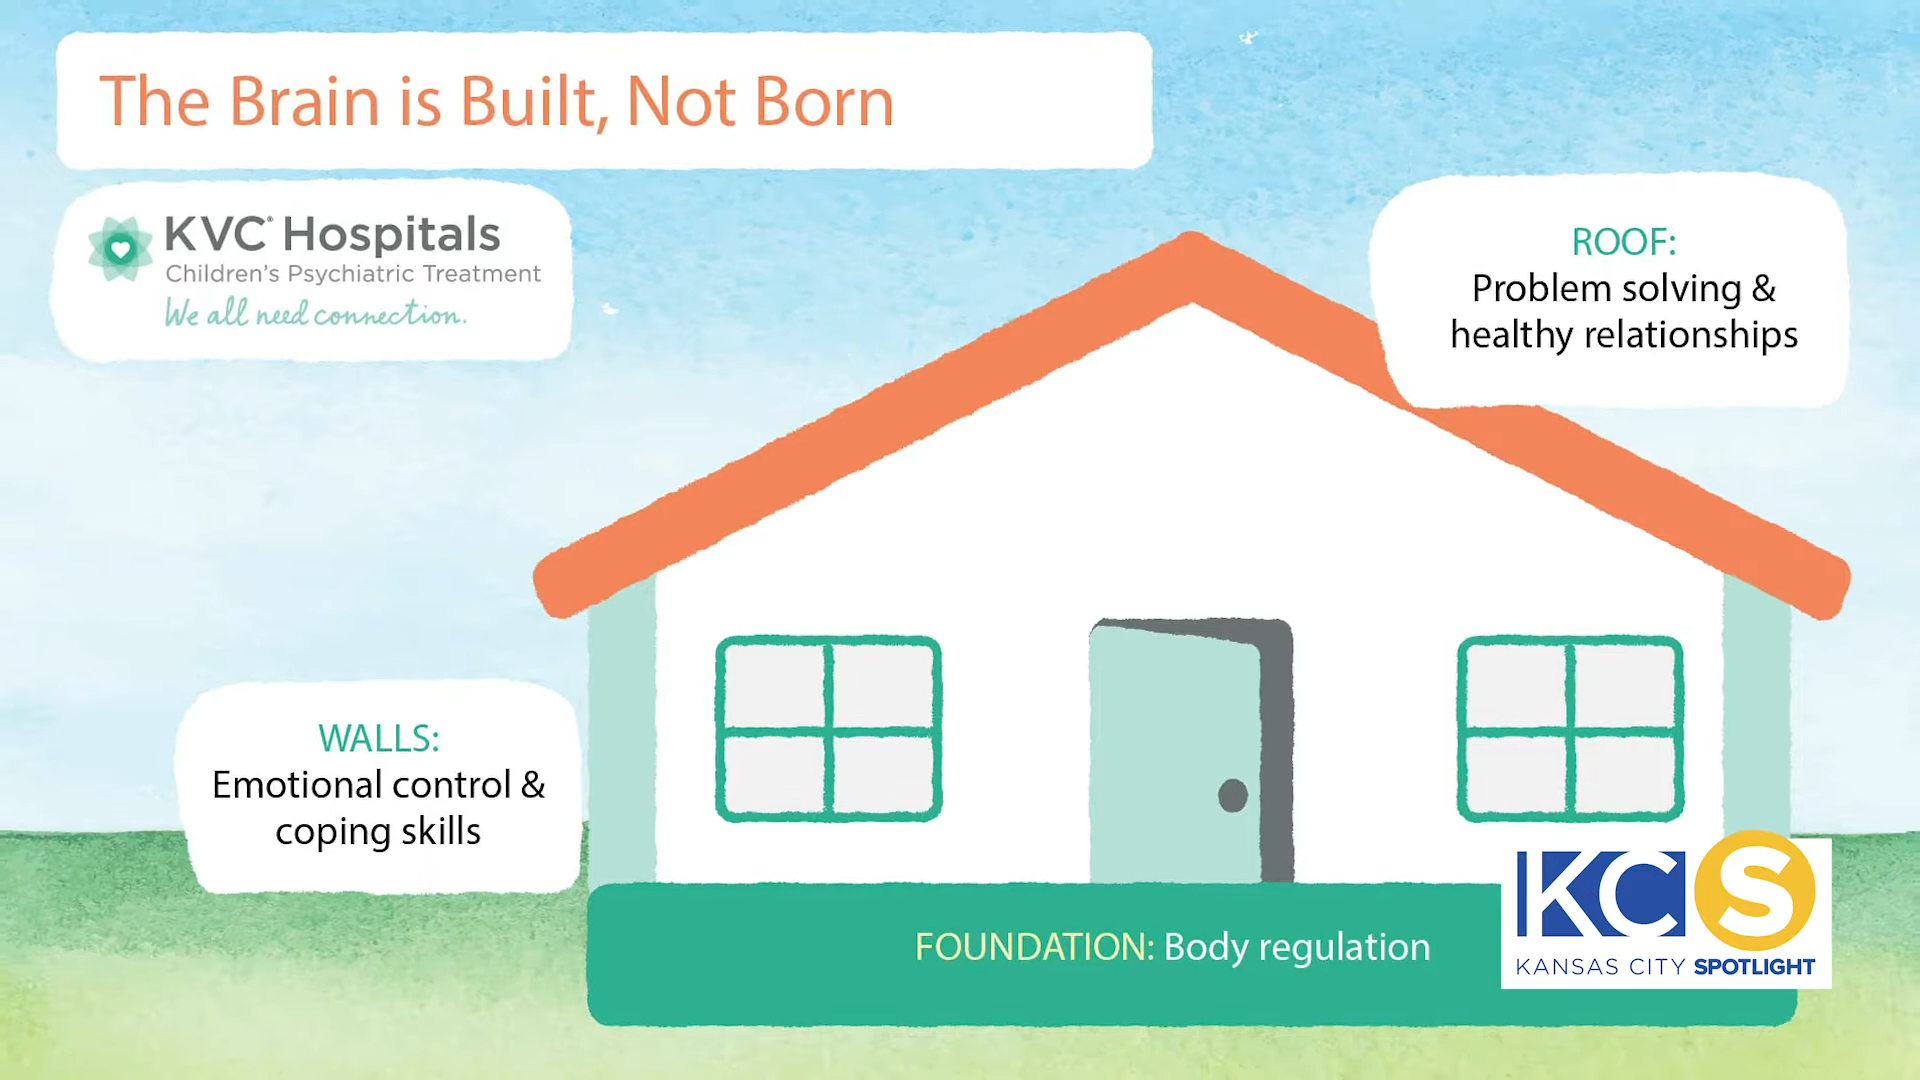 The Brain is Built, Not Born
KVC® Hospitals
Children's Psychiatric Treatment
We all need connection.
ROOF:
Problem solving &
healthy relationships
WALLS:
Emotional control &
coping skills
FOUNDATION: Body regulation
KCS
KANSAS CITY SPOTLIGHT